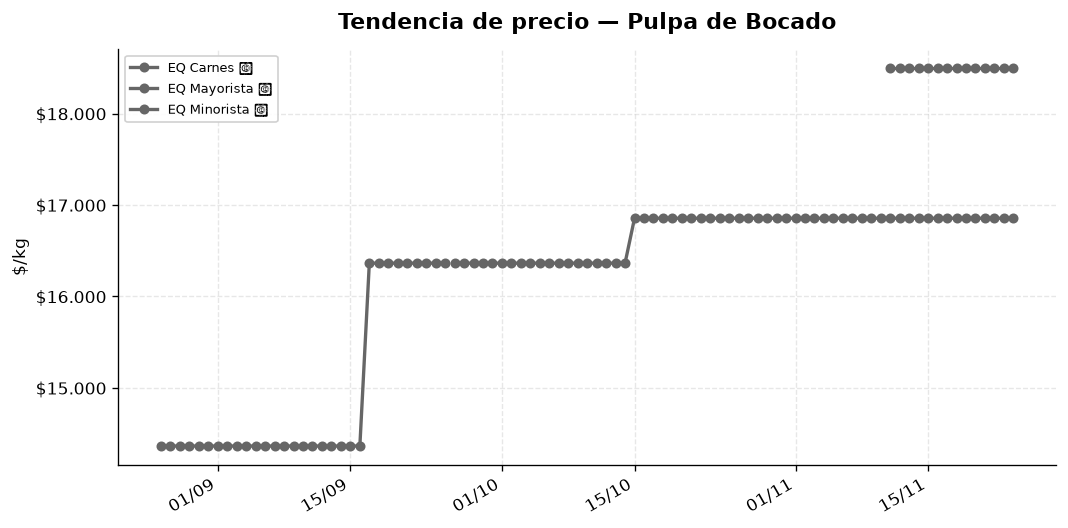 Tendencia de precio — Pulpa de Bocado
EQ Carnes
EQ Mayorista
EQ Minorista
$18.000
$17.000
$16.000
$15.000
$/kg
01/09
15/09
01/10
15/10
01/11
15/11